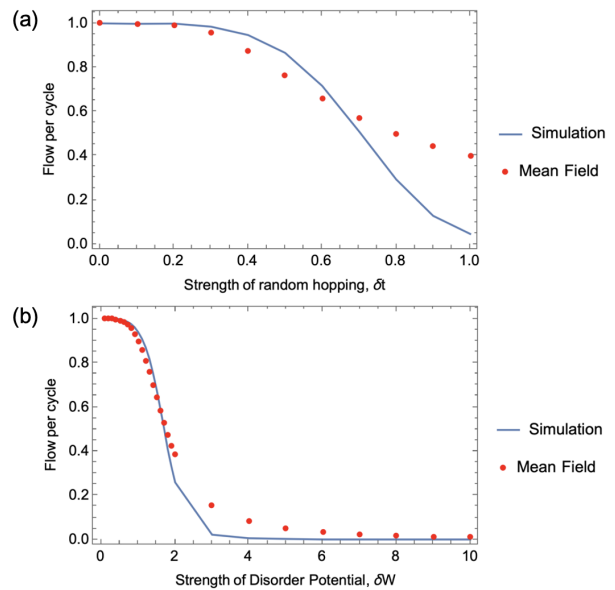 (a)
1.0
0.8
0.6
0.4
0.2
0.0
Flow per cycle
0.0 0.2 0.4 0.6 0.8 1.0
Strength of random hopping, δt
Simulation
Mean Field
(b)
1.0
0.8
0.6
0.4
0.2
0.0
Flow per cycle
0 2 4 6 8 10
Strength of Disorder Potential, δW
Simulation
Mean Field